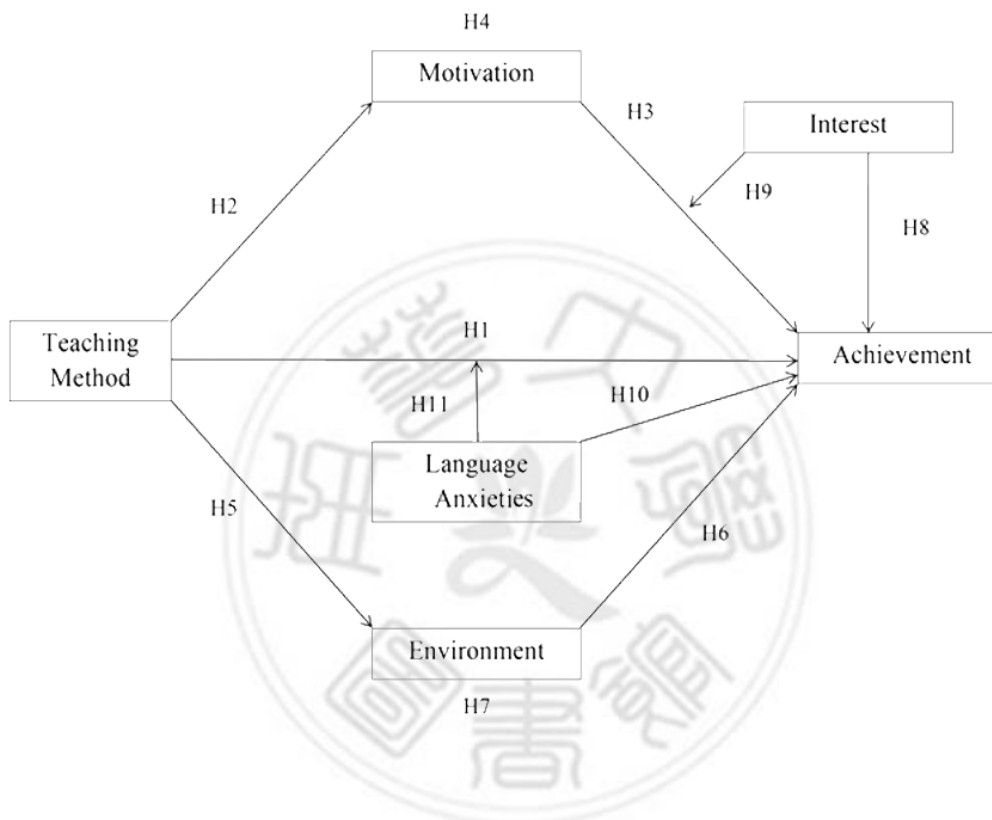 H4
Motivation
H3
Interest
H9
H2
H8
H1
Teaching
Method
Achievement
H11
H10
Language
Anxieties
H5
H6
Environment
H7